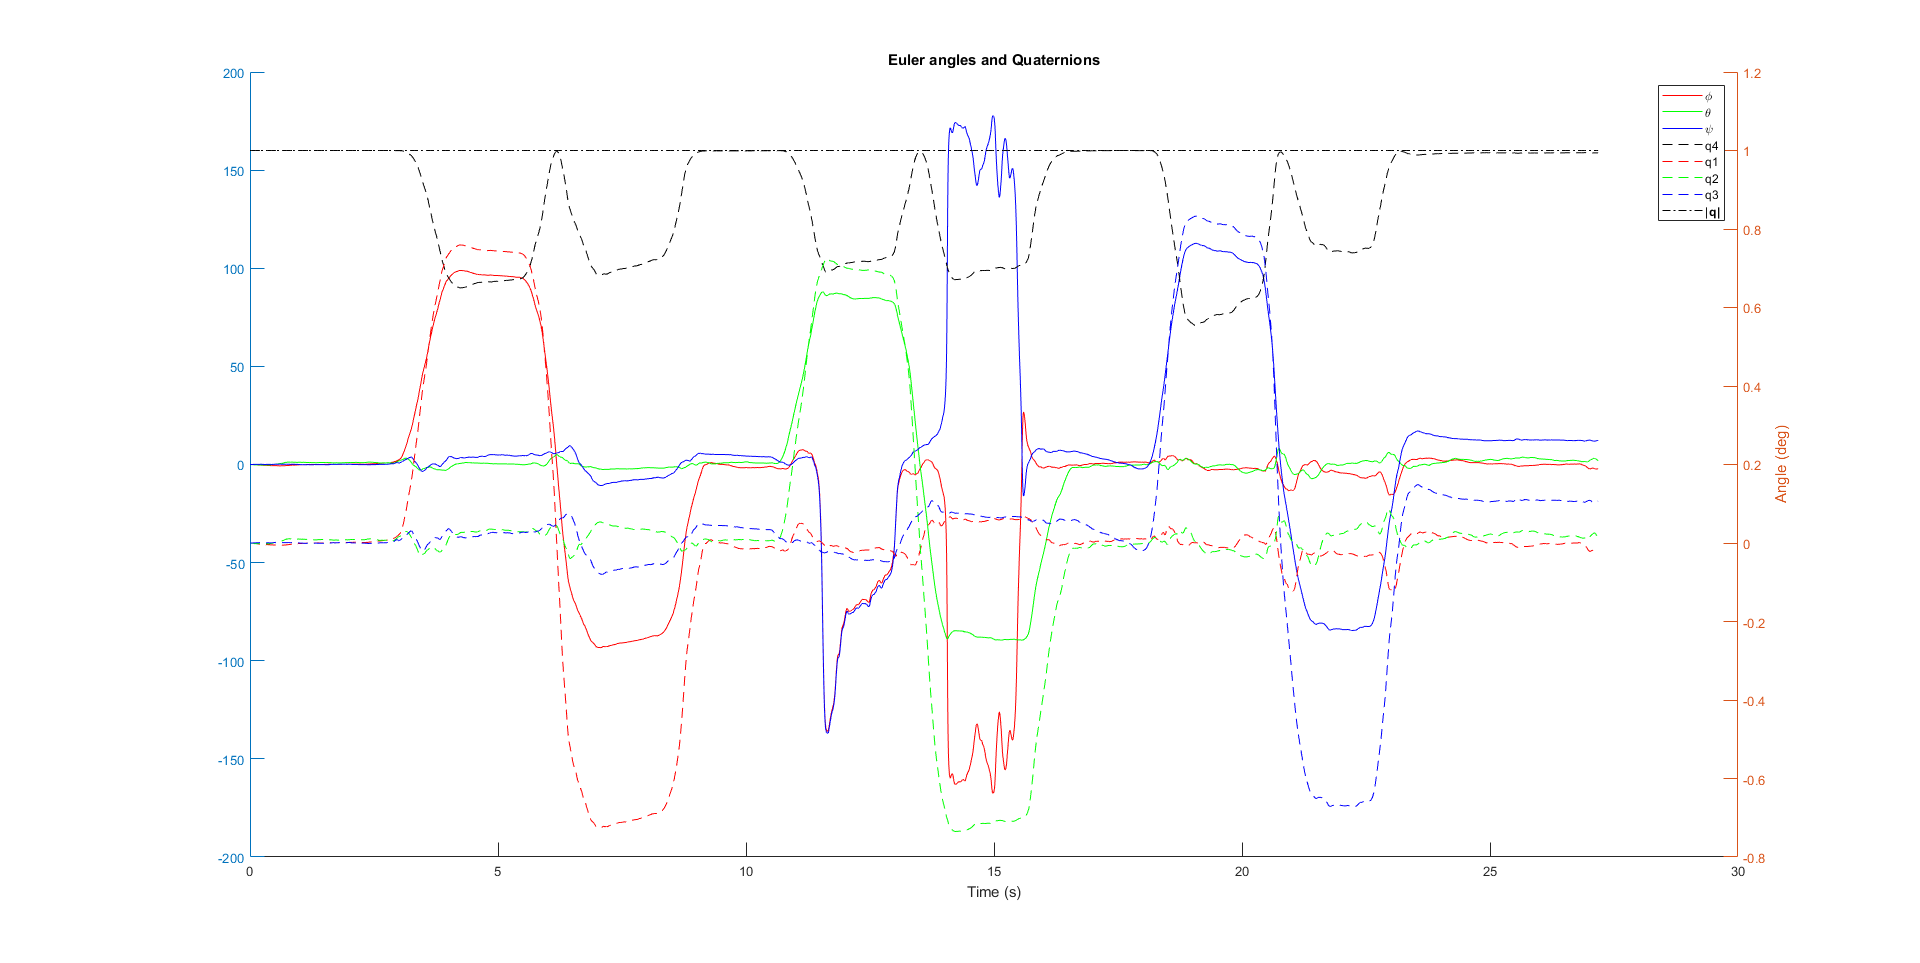 Euler angles and Quaternions
200
150
100
50
0
-50
-100
-150
-200
1.2
1
0.8
0.6
0.4
0.2
0
-0.2
-0.4
-0.6
-0.8
Angle (deg)
ϕ
θ
ψ
q4
q1
q2
q3
|q|
0 5 10 15 20 25 30
Time (s)